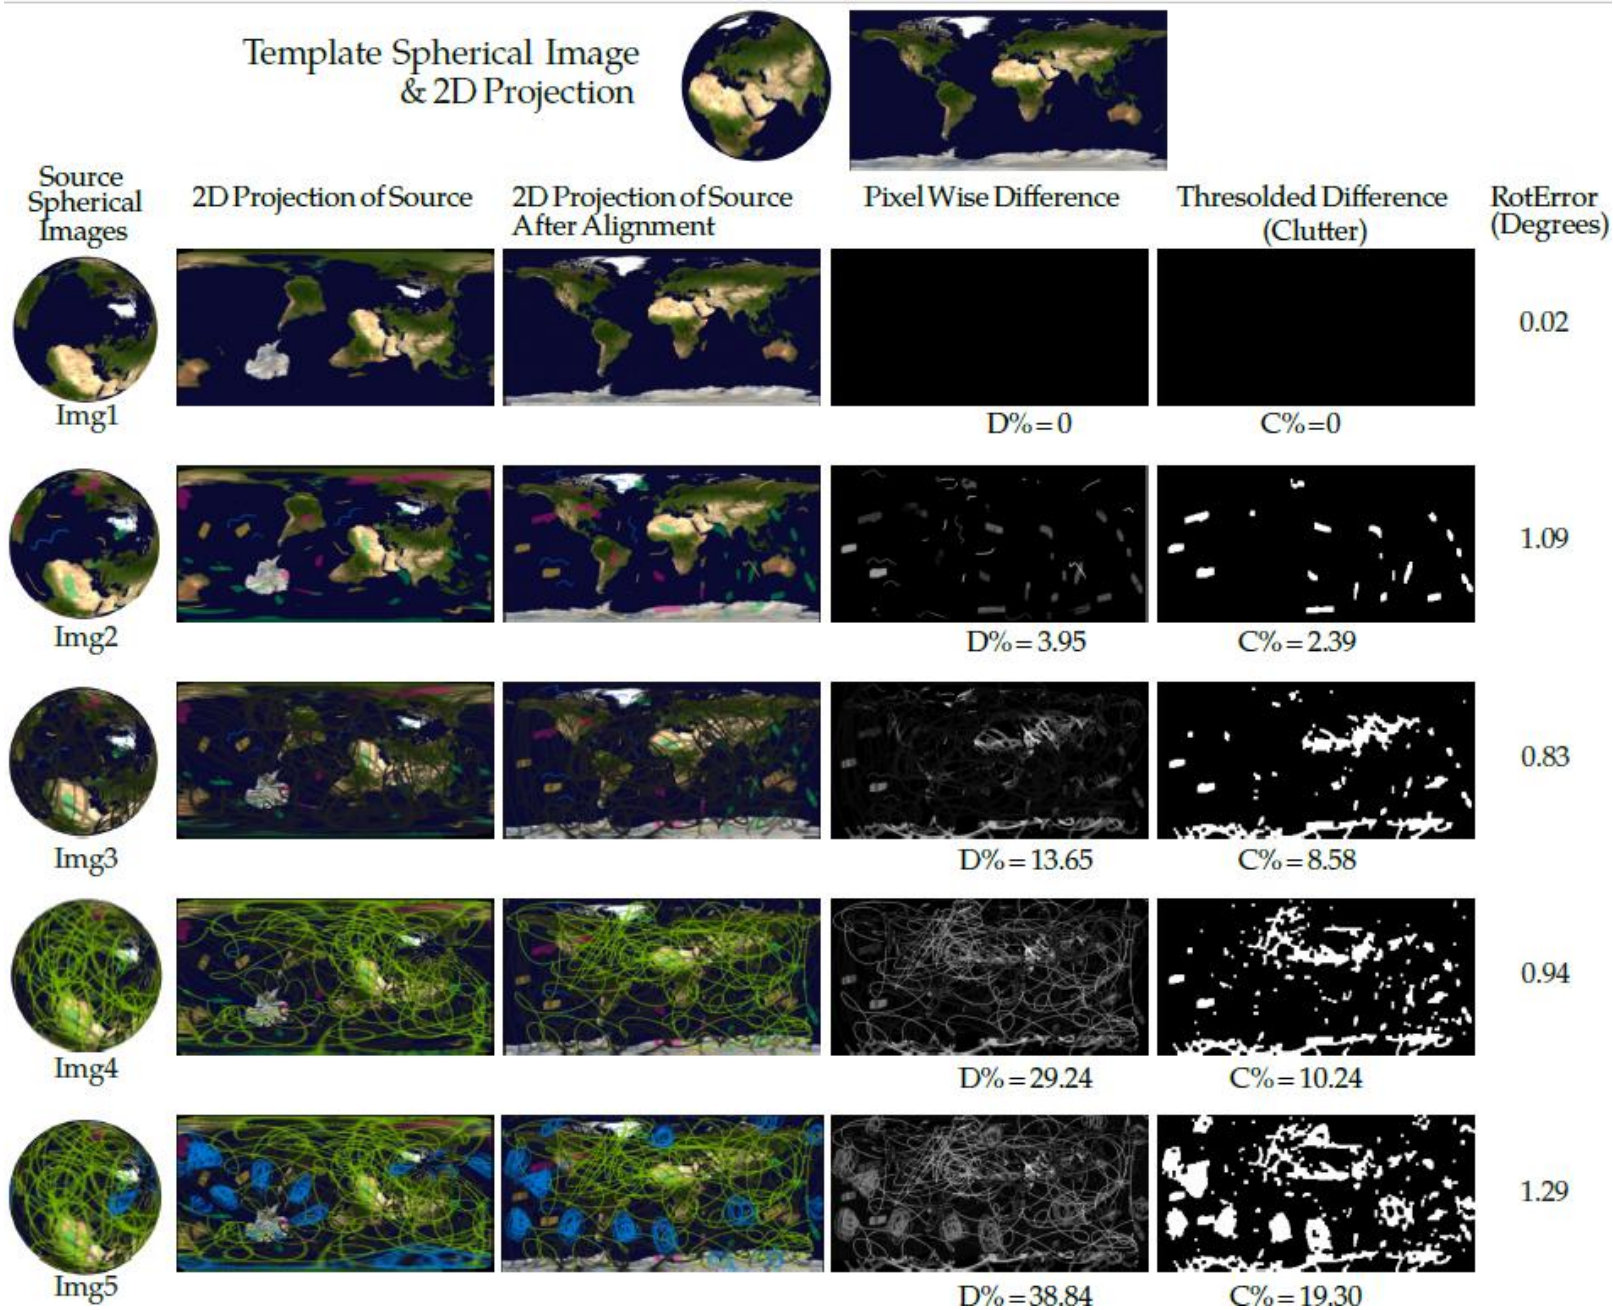 Template Spherical Image
& 2D Projection
Source
Spherical
Images
2D Projection of Source
2D Projection of Source
After Alignment
Pixel Wise Difference
Thresolded Difference
(Clutter)
RotError
(Degrees)
Img1
D%=0
C%=0
0.02
Img2
D%=3.95
C%=2.39
1.09
Img3
D%=13.65
C%=8.58
0.83
Img4
D%=29.24
C%=10.24
0.94
Img5
D%=38.84
C%=19.30
1.29